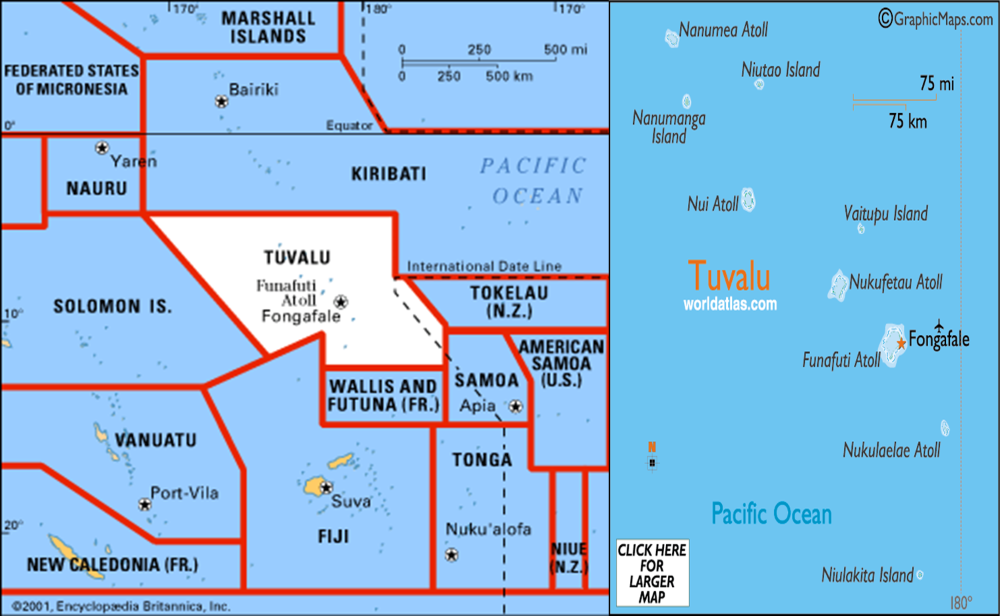 170°
180°
170°
MARSHALL
ISLANDS
0 250 500 mi
0 250 500 km
FEDERATED STATES
OF MICRONESIA
Bairiki
0°
Equator
Yaren
NAURU
KIRIBATI
PACIFIC
OCEAN
TUVALU
Funafuti
Atoll
Fongafale
International Date Line
TOKELAU
(N.Z.)
SOLOMON IS.
10°
AMERICAN
SAMOA
(U.S.)
WALLIS AND
FUTUNA (FR.)
SAMOA
Apia
VANUATU
TONGA
Port-Vila
Suva
20°
FIJI
Nuku'alofa
NEW CALEDONIA (FR.)
NIUE
(N.Z.)
©2001, Encyclopædia Britannica, Inc.
©GraphicMaps.com
Nanumea Atoll
Niutao Island
75 mi
75 km
Nanumanga
Island
Nui Atoll
Vaitupu Island
Tuvalu
worldatlas.com
Nukufetau Atoll
Fongafale
Funafuti Atoll
N
Nukulaelae Atoll
Pacific Ocean
CLICK HERE
FOR
LARGER
MAP
Niulakita Island
180°